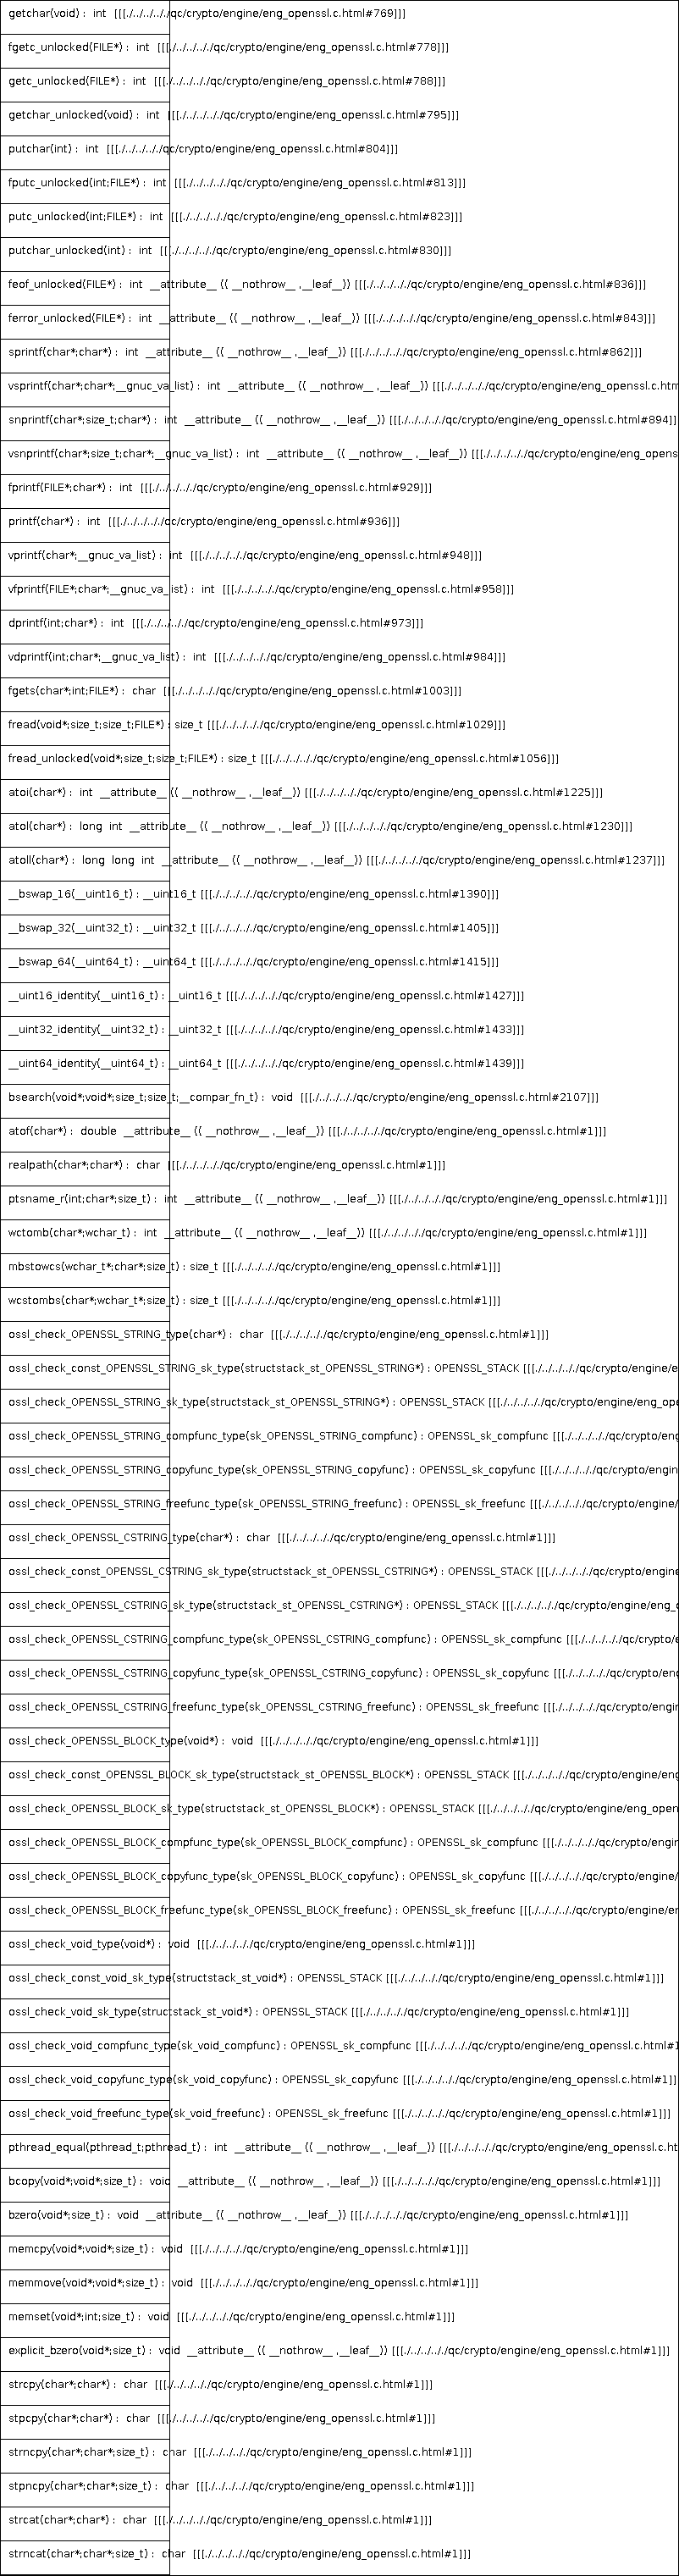 getchar(void) :  int  [[[./../../../qc/crypto/engine/eng_openssl.c.html#769]]]
fgetc_unlocked(FILE*) :  int  [[[./../../../qc/crypto/engine/eng_openssl.c.html#778]]]
getc_unlocked(FILE*) :  int  [[[./../../../qc/crypto/engine/eng_openssl.c.html#788]]]
getchar_unlocked(void) :  int  [[[./../../.././qc/crypto/engine/eng_openssl.c.html#795]]]
putchar(int) :  int  [[[./../../.././qc/crypto/engine/eng_openssl.c.html#804]]]
fputc_unlocked(int;FILE*) :  int  [[[./../../.././qc/crypto/engine/eng_openssl.c.html#813]]]
putc_unlocked(int;FILE*) :  int  [[[./../../.././qc/crypto/engine/eng_openssl.c.html#823]]]
putchar_unlocked(int) :  int  [[[./../../.././qc/crypto/engine/eng_openssl.c.html#830]]]
feof_unlocked(FILE*) :  int  __attribute__ (( __nothrow__ ,__leaf__)) [[[./../../.././qc/crypto/engine/eng_openssl.c.html#836]]]
ferror_unlocked(FILE*) :  int  __attribute__ (( __nothrow__ ,__leaf__)) [[[./../../.././qc/crypto/engine/eng_openssl.c.html#843]]]
sprintf(char*;char*) :  int  __attribute__ (( __nothrow__ ,__leaf__)) [[[./../../.././qc/crypto/engine/eng_openssl.c.html#862]]]
vsprintf(char*;char*;__gnuc_va_list) :  int  __attribute__ (( __nothrow__ ,__leaf__)) [[[./../../.././qc/crypto/engine/eng_openssl.c.htm
snprintf(char*;size_t;char*) :  int  __attribute__ (( __nothrow__ ,__leaf__)) [[[./../../.././qc/crypto/engine/eng_openssl.c.html#894]]]
vsnprintf(char*;size_t;char*;__gnuc_va_list) :  int  __attribute__ (( __nothrow__ ,__leaf__)) [[[./../../.././qc/crypto/engine/eng_opens
fprintf(FILE*;char*) :  int  [[[./../../.././qc/crypto/engine/eng_openssl.c.html#929]]]
printf(char*) :  int  [[[./../../.././qc/crypto/engine/eng_openssl.c.html#936]]]
vprintf(char*;__gnuc_va_list) :  int  [[[./../../.././qc/crypto/engine/eng_openssl.c.html#948]]]
vfprintf(FILE*;char*;__gnuc_va_list) :  int  [[[./../../.././qc/crypto/engine/eng_openssl.c.html#958]]]
dprintf(int;char*) :  int  [[[./../../.././qc/crypto/engine/eng_openssl.c.html#973]]]
vdprintf(int;char*;__gnuc_va_list) :  int  [[[./../../.././qc/crypto/engine/eng_openssl.c.html#984]]]
fgets(char*;int;FILE*) :  char  [[[./../../.././qc/crypto/engine/eng_openssl.c.html#1003]]]
fread(void*;size_t;size_t;FILE*) : size_t [[[./../../.././qc/crypto/engine/eng_openssl.c.html#1029]]]
fread_unlocked(void*;size_t;size_t;FILE*) : size_t [[[./../../.././qc/crypto/engine/eng_openssl.c.html#1056]]]
atoi(char*) :  int  __attribute__ (( __nothrow__ ,__leaf__)) [[[./../../.././qc/crypto/engine/eng_openssl.c.html#1225]]]
atol(char*) :  long  int  __attribute__ (( __nothrow__ ,__leaf__)) [[[./../../.././qc/crypto/engine/eng_openssl.c.html#1230]]]
atoll(char*) :  long  long  int  __attribute__ (( __nothrow__ ,__leaf__)) [[[./../../.././qc/crypto/engine/eng_openssl.c.html#1237]]]
__bswap_16(__uint16_t) : __uint16_t [[[./../../.././qc/crypto/engine/eng_openssl.c.html#1390]]]
__bswap_32(__uint32_t) : __uint32_t [[[./../../.././qc/crypto/engine/eng_openssl.c.html#1405]]]
__bswap_64(__uint64_t) : __uint64_t [[[./../../.././qc/crypto/engine/eng_openssl.c.html#1415]]]
__uint16_identity(__uint16_t) : __uint16_t [[[./../../.././qc/crypto/engine/eng_openssl.c.html#1427]]]
__uint32_identity(__uint32_t) : __uint32_t [[[./../../.././qc/crypto/engine/eng_openssl.c.html#1433]]]
__uint64_identity(__uint64_t) : __uint64_t [[[./../../.././qc/crypto/engine/eng_openssl.c.html#1439]]]
bsearch(void*;void*;size_t;size_t;__compar_fn_t) :  void  [[[./../../.././qc/crypto/engine/eng_openssl.c.html#2107]]]
atof(char*) :  double  __attribute__ (( __nothrow__ ,__leaf__)) [[[./../../.././qc/crypto/engine/eng_openssl.c.html#1]]]
realpath(char*;char*) :  char  [[[./../../.././qc/crypto/engine/eng_openssl.c.html#1]]]
ptsname_r(int;char*;size_t) :  int  __attribute__ (( __nothrow__ ,__leaf__)) [[[./../../.././qc/crypto/engine/eng_openssl.c.html#1]]]
wctomb(char*;wchar_t) :  int  __attribute__ (( __nothrow__ ,__leaf__)) [[[./../../.././qc/crypto/engine/eng_openssl.c.html#1]]]
mbstowcs(wchar_t*;char*;size_t) : size_t [[[./../../.././qc/crypto/engine/eng_openssl.c.html#1]]]
wcstombs(char*;wchar_t*;size_t) : size_t [[[./../../.././qc/crypto/engine/eng_openssl.c.html#1]]]
ossl_check_OPENSSL_STRING_type(char*) :  char  [[[./../../.././qc/crypto/engine/eng_openssl.c.html#1]]]
ossl_check_const_OPENSSL_STRING_sk_type(structstack_st_OPENSSL_STRING*) : OPENSSL_STACK [[[./../../.././qc/crypto/engine/e
ossl_check_OPENSSL_STRING_sk_type(structstack_st_OPENSSL_STRING*) : OPENSSL_STACK [[[./../../.././qc/crypto/engine/eng_ope
ossl_check_OPENSSL_STRING_compfunc_type(sk_OPENSSL_STRING_compfunc) : OPENSSL_sk_compfunc [[[./../../.././qc/crypto/eng
ossl_check_OPENSSL_STRING_copyfunc_type(sk_OPENSSL_STRING_copyfunc) : OPENSSL_sk_copyfunc [[[./../../.././qc/crypto/engin
ossl_check_OPENSSL_STRING_freefunc_type(sk_OPENSSL_STRING_freefunc) : OPENSSL_sk_freefunc [[[./../../.././qc/crypto/engine/
ossl_check_OPENSSL_CSTRING_type(char*) :  char  [[[./../../.././qc/crypto/engine/eng_openssl.c.html#1]]]
ossl_check_const_OPENSSL_CSTRING_sk_type(structstack_st_OPENSSL_CSTRING*) : OPENSSL_STACK [[[./../../.././qc/crypto/engine
ossl_check_OPENSSL_CSTRING_sk_type(structstack_st_OPENSSL_CSTRING*) : OPENSSL_STACK [[[./../../.././qc/crypto/engine/eng_o
ossl_check_OPENSSL_CSTRING_compfunc_type(sk_OPENSSL_CSTRING_compfunc) : OPENSSL_sk_compfunc [[[./../../.././qc/crypto/e
ossl_check_OPENSSL_CSTRING_copyfunc_type(sk_OPENSSL_CSTRING_copyfunc) : OPENSSL_sk_copyfunc [[[./../../.././qc/crypto/eng
ossl_check_OPENSSL_CSTRING_freefunc_type(sk_OPENSSL_CSTRING_freefunc) : OPENSSL_sk_freefunc [[[./../../.././qc/crypto/engin
ossl_check_OPENSSL_BLOCK_type(void*) :  void  [[[./../../.././qc/crypto/engine/eng_openssl.c.html#1]]]
ossl_check_const_OPENSSL_BLOCK_sk_type(structstack_st_OPENSSL_BLOCK*) : OPENSSL_STACK [[[./../../.././qc/crypto/engine/eng
ossl_check_OPENSSL_BLOCK_sk_type(structstack_st_OPENSSL_BLOCK*) : OPENSSL_STACK [[[./../../.././qc/crypto/engine/eng_open
ossl_check_OPENSSL_BLOCK_compfunc_type(sk_OPENSSL_BLOCK_compfunc) : OPENSSL_sk_compfunc [[[./../../.././qc/crypto/engin
ossl_check_OPENSSL_BLOCK_copyfunc_type(sk_OPENSSL_BLOCK_copyfunc) : OPENSSL_sk_copyfunc [[[./../../.././qc/crypto/engine/
ossl_check_OPENSSL_BLOCK_freefunc_type(sk_OPENSSL_BLOCK_freefunc) : OPENSSL_sk_freefunc [[[./../../.././qc/crypto/engine/en
ossl_check_void_type(void*) :  void  [[[./../../.././qc/crypto/engine/eng_openssl.c.html#1]]]
ossl_check_const_void_sk_type(structstack_st_void*) : OPENSSL_STACK [[[./../../.././qc/crypto/engine/eng_openssl.c.html#1]]]
ossl_check_void_sk_type(structstack_st_void*) : OPENSSL_STACK [[[./../../.././qc/crypto/engine/eng_openssl.c.html#1]]]
ossl_check_void_compfunc_type(sk_void_compfunc) : OPENSSL_sk_compfunc [[[./../../.././qc/crypto/engine/eng_openssl.c.html#1
ossl_check_void_copyfunc_type(sk_void_copyfunc) : OPENSSL_sk_copyfunc [[[./../../.././qc/crypto/engine/eng_openssl.c.html#1]]
ossl_check_void_freefunc_type(sk_void_freefunc) : OPENSSL_sk_freefunc [[[./../../.././qc/crypto/engine/eng_openssl.c.html#1]]]
pthread_equal(pthread_t;pthread_t) :  int  __attribute__ (( __nothrow__ ,__leaf__)) [[[./../../.././qc/crypto/engine/eng_openssl.c.ht
bcopy(void*;void*;size_t) :  void  __attribute__ (( __nothrow__ ,__leaf__)) [[[./../../.././qc/crypto/engine/eng_openssl.c.html#1]]]
bzero(void*;size_t) :  void  __attribute__ (( __nothrow__ ,__leaf__)) [[[./../../.././qc/crypto/engine/eng_openssl.c.html#1]]]
memcpy(void*;void*;size_t) :  void  [[[./../../.././qc/crypto/engine/eng_openssl.c.html#1]]]
memmove(void*;void*;size_t) :  void  [[[./../../.././qc/crypto/engine/eng_openssl.c.html#1]]]
memset(void*;int;size_t) :  void  [[[./../../.././qc/crypto/engine/eng_openssl.c.html#1]]]
explicit_bzero(void*;size_t) :  void  __attribute__ (( __nothrow__ ,__leaf__)) [[[./../../.././qc/crypto/engine/eng_openssl.c.html#1]]]
strcpy(char*;char*) :  char  [[[./../../.././qc/crypto/engine/eng_openssl.c.html#1]]]
stpcpy(char*;char*) :  char  [[[./../../.././qc/crypto/engine/eng_openssl.c.html#1]]]
strncpy(char*;char*;size_t) :  char  [[[./../../.././qc/crypto/engine/eng_openssl.c.html#1]]]
stpncpy(char*;char*;size_t) :  char  [[[./../../.././qc/crypto/engine/eng_openssl.c.html#1]]]
strcat(char*;char*) :  char  [[[./../../.././qc/crypto/engine/eng_openssl.c.html#1]]]
strncat(char*;char*;size_t) :  char  [[[./../../.././qc/crypto/engine/eng_openssl.c.html#1]]]